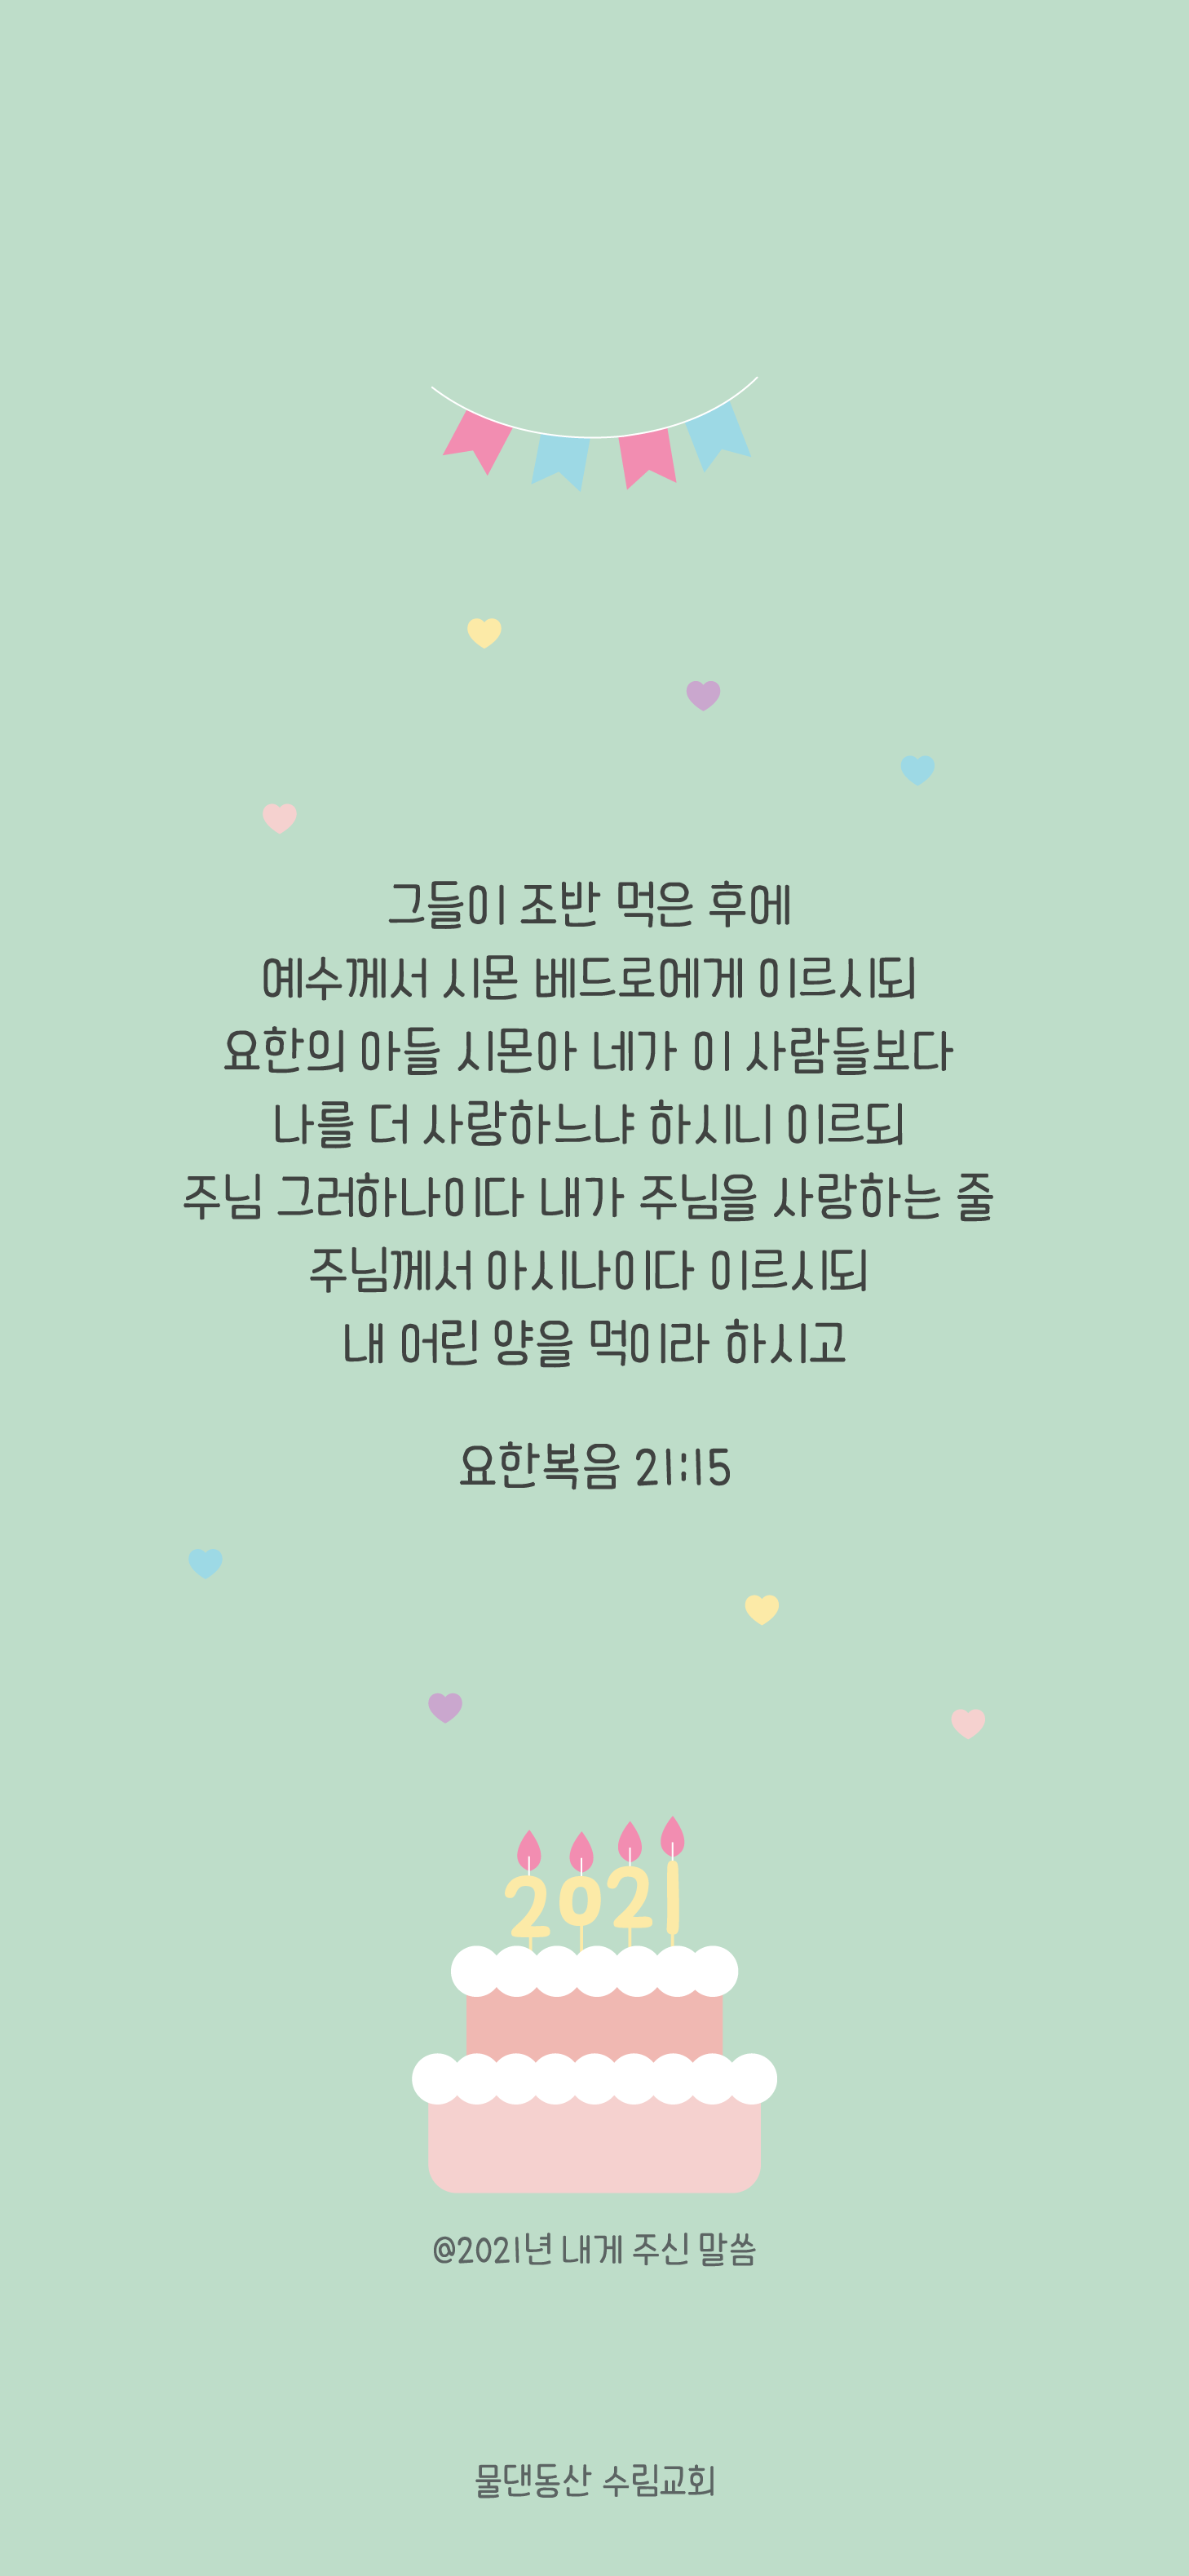 그들이 조반 먹은 후에
예수께서 시몬 베드로에게 이르시되
요한의 아들 시몬아 네가 이 사람들보다
나를 더 사랑하느냐 하시니 이르되
주님 그러하나이다 내가 주님을 사랑하는 줄
주님께서 아시나이다 이르시되
내 어린 양을 먹이라 하시고
요한복음 21:15
2021
@2021년 내게 주신 말씀
물댄동산 수림교회